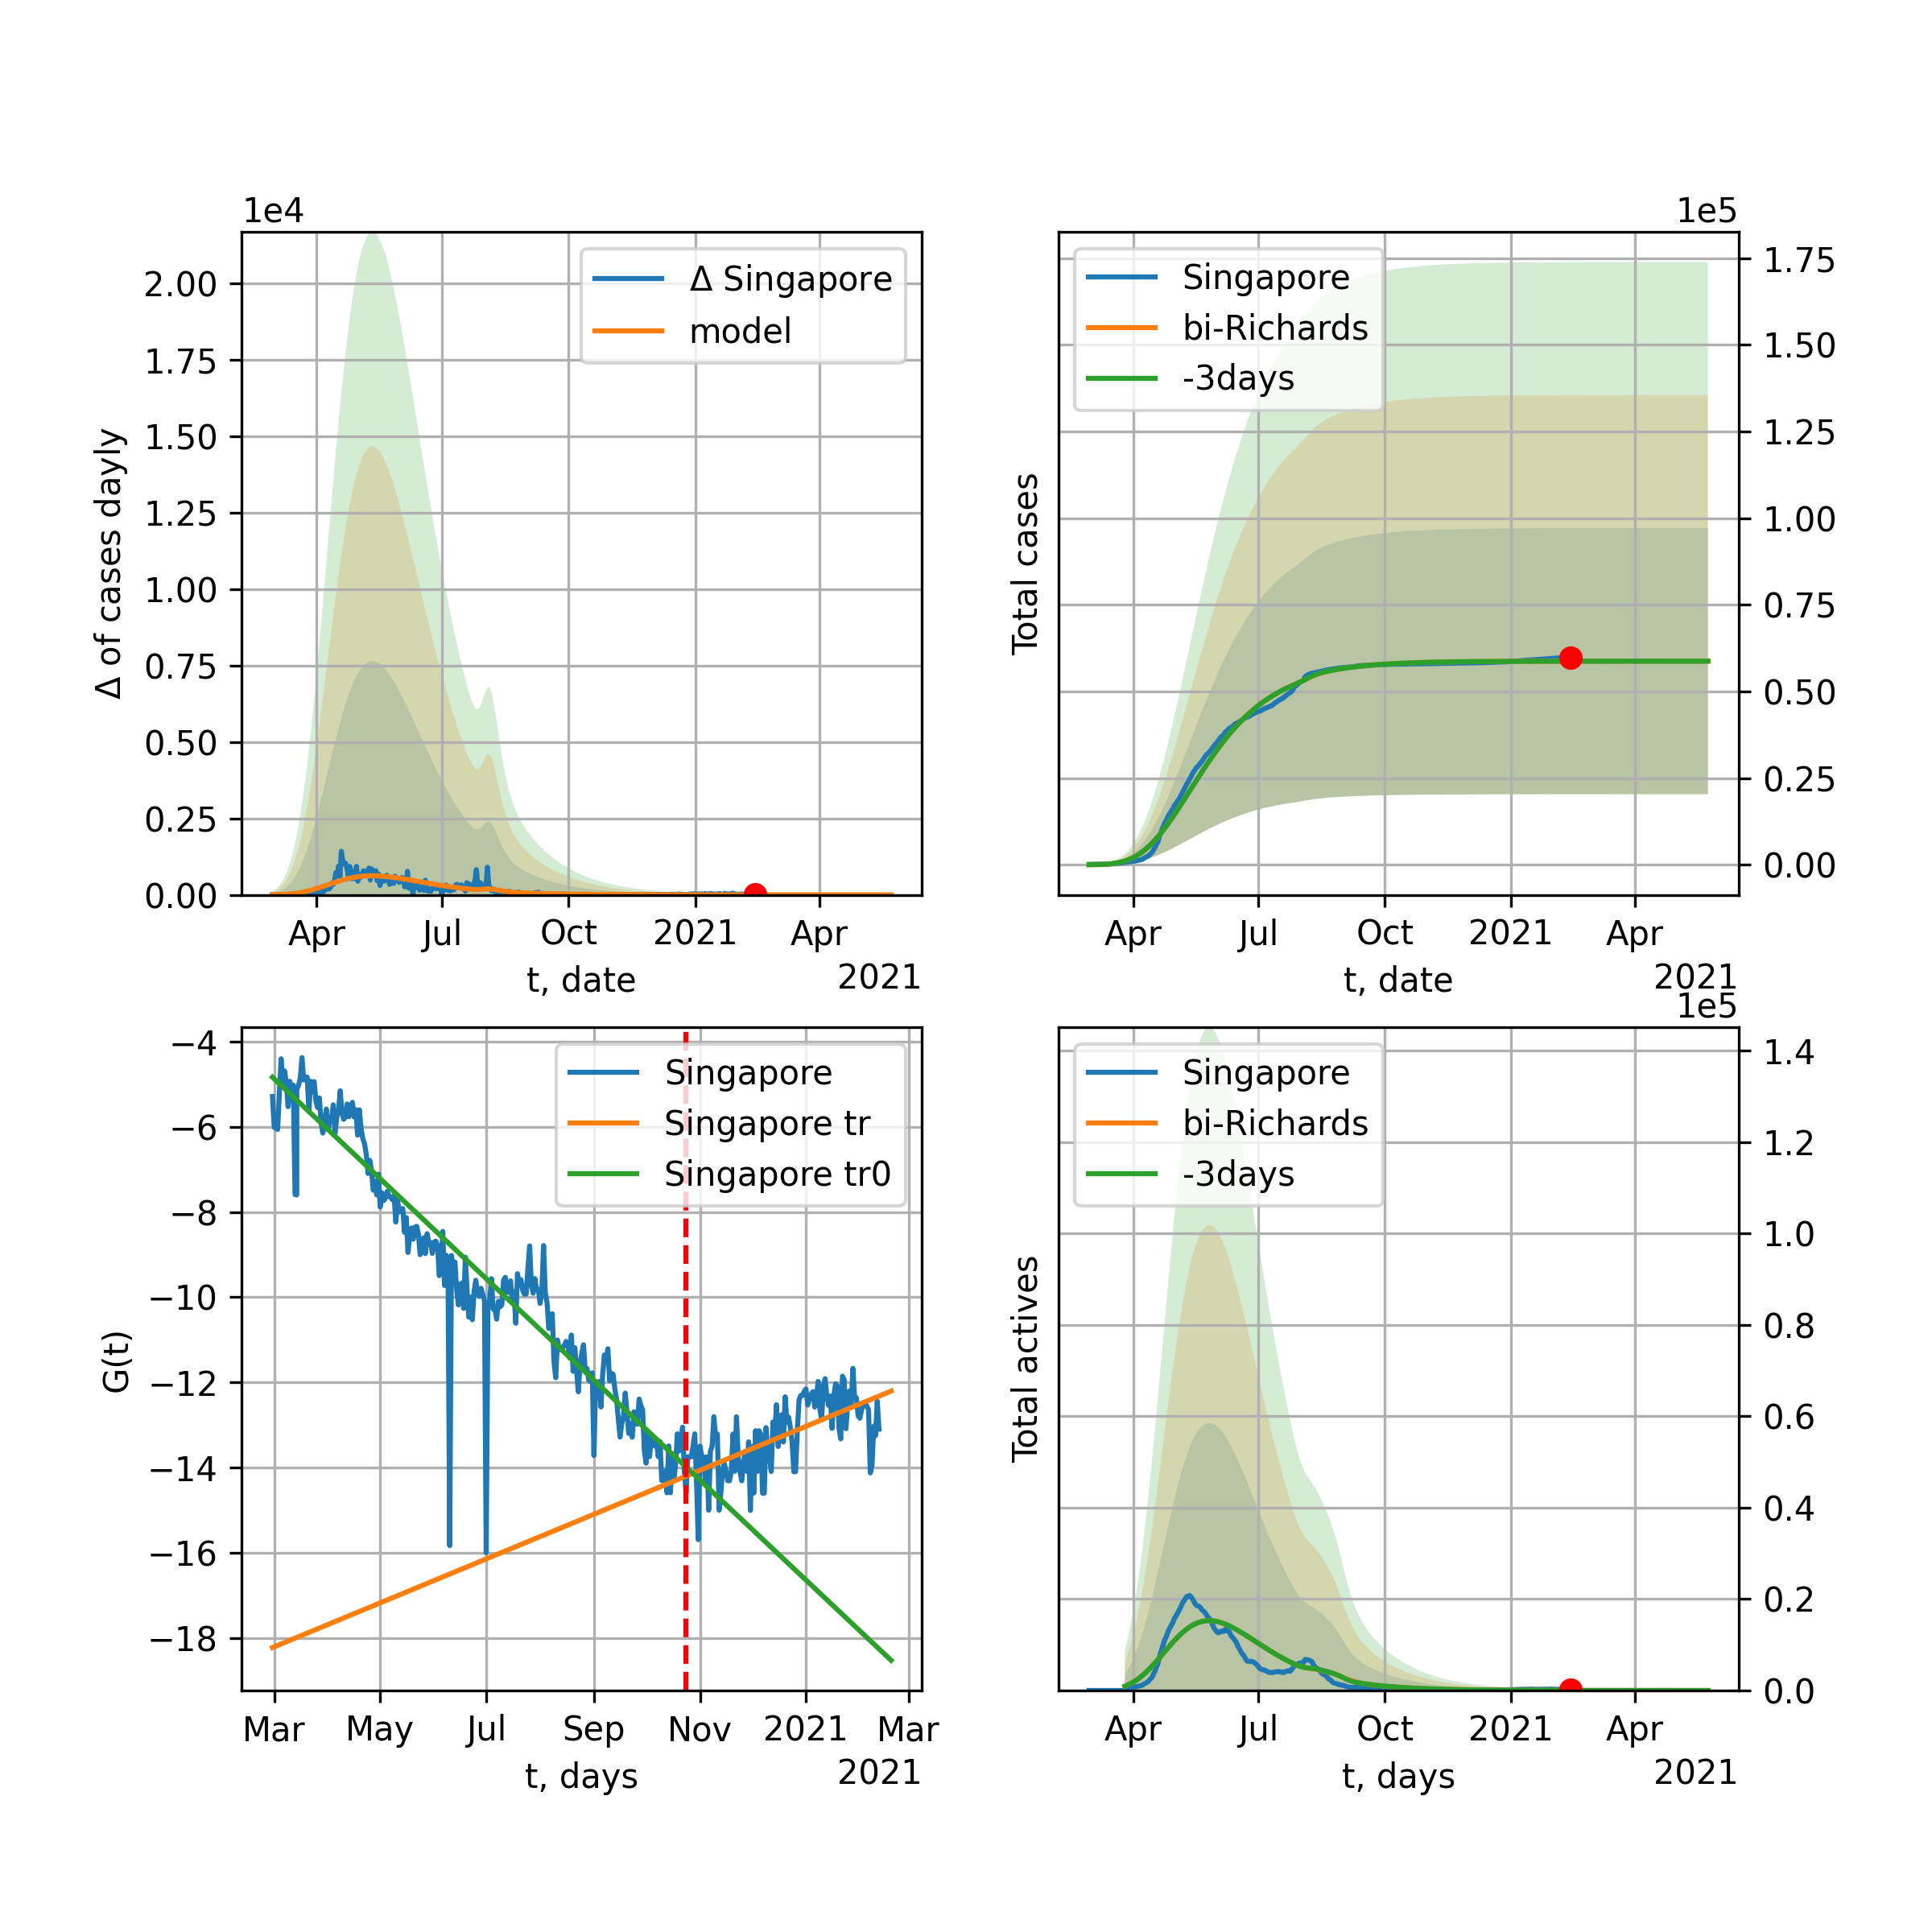 1e4
Δ of cases dayly
2.00
1.75
1.50
1.25
1.00
0.75
0.50
0.25
0.00
Δ Singapore
model
Apr Jul Oct 2021 Apr
t, date
2021
1e5
Total cases
Singapore
bi-Richards
-3days
1.75
1.50
1.25
1.00
0.75
0.50
0.25
0.00
Apr Jul Oct 2021 Apr
t, date
2021
G(t)
−4
−6
−8
−10
−12
−14
−16
−18
Singapore
Singapore tr
Singapore tr0
Mar May Jul Sep Nov 2021 Mar
t, days
2021
1e5
Total actives
Singapore
bi-Richards
-3days
1.4
1.2
1.0
0.8
0.6
0.4
0.2
0.0
Apr Jul Oct 2021 Apr
t, days
2021